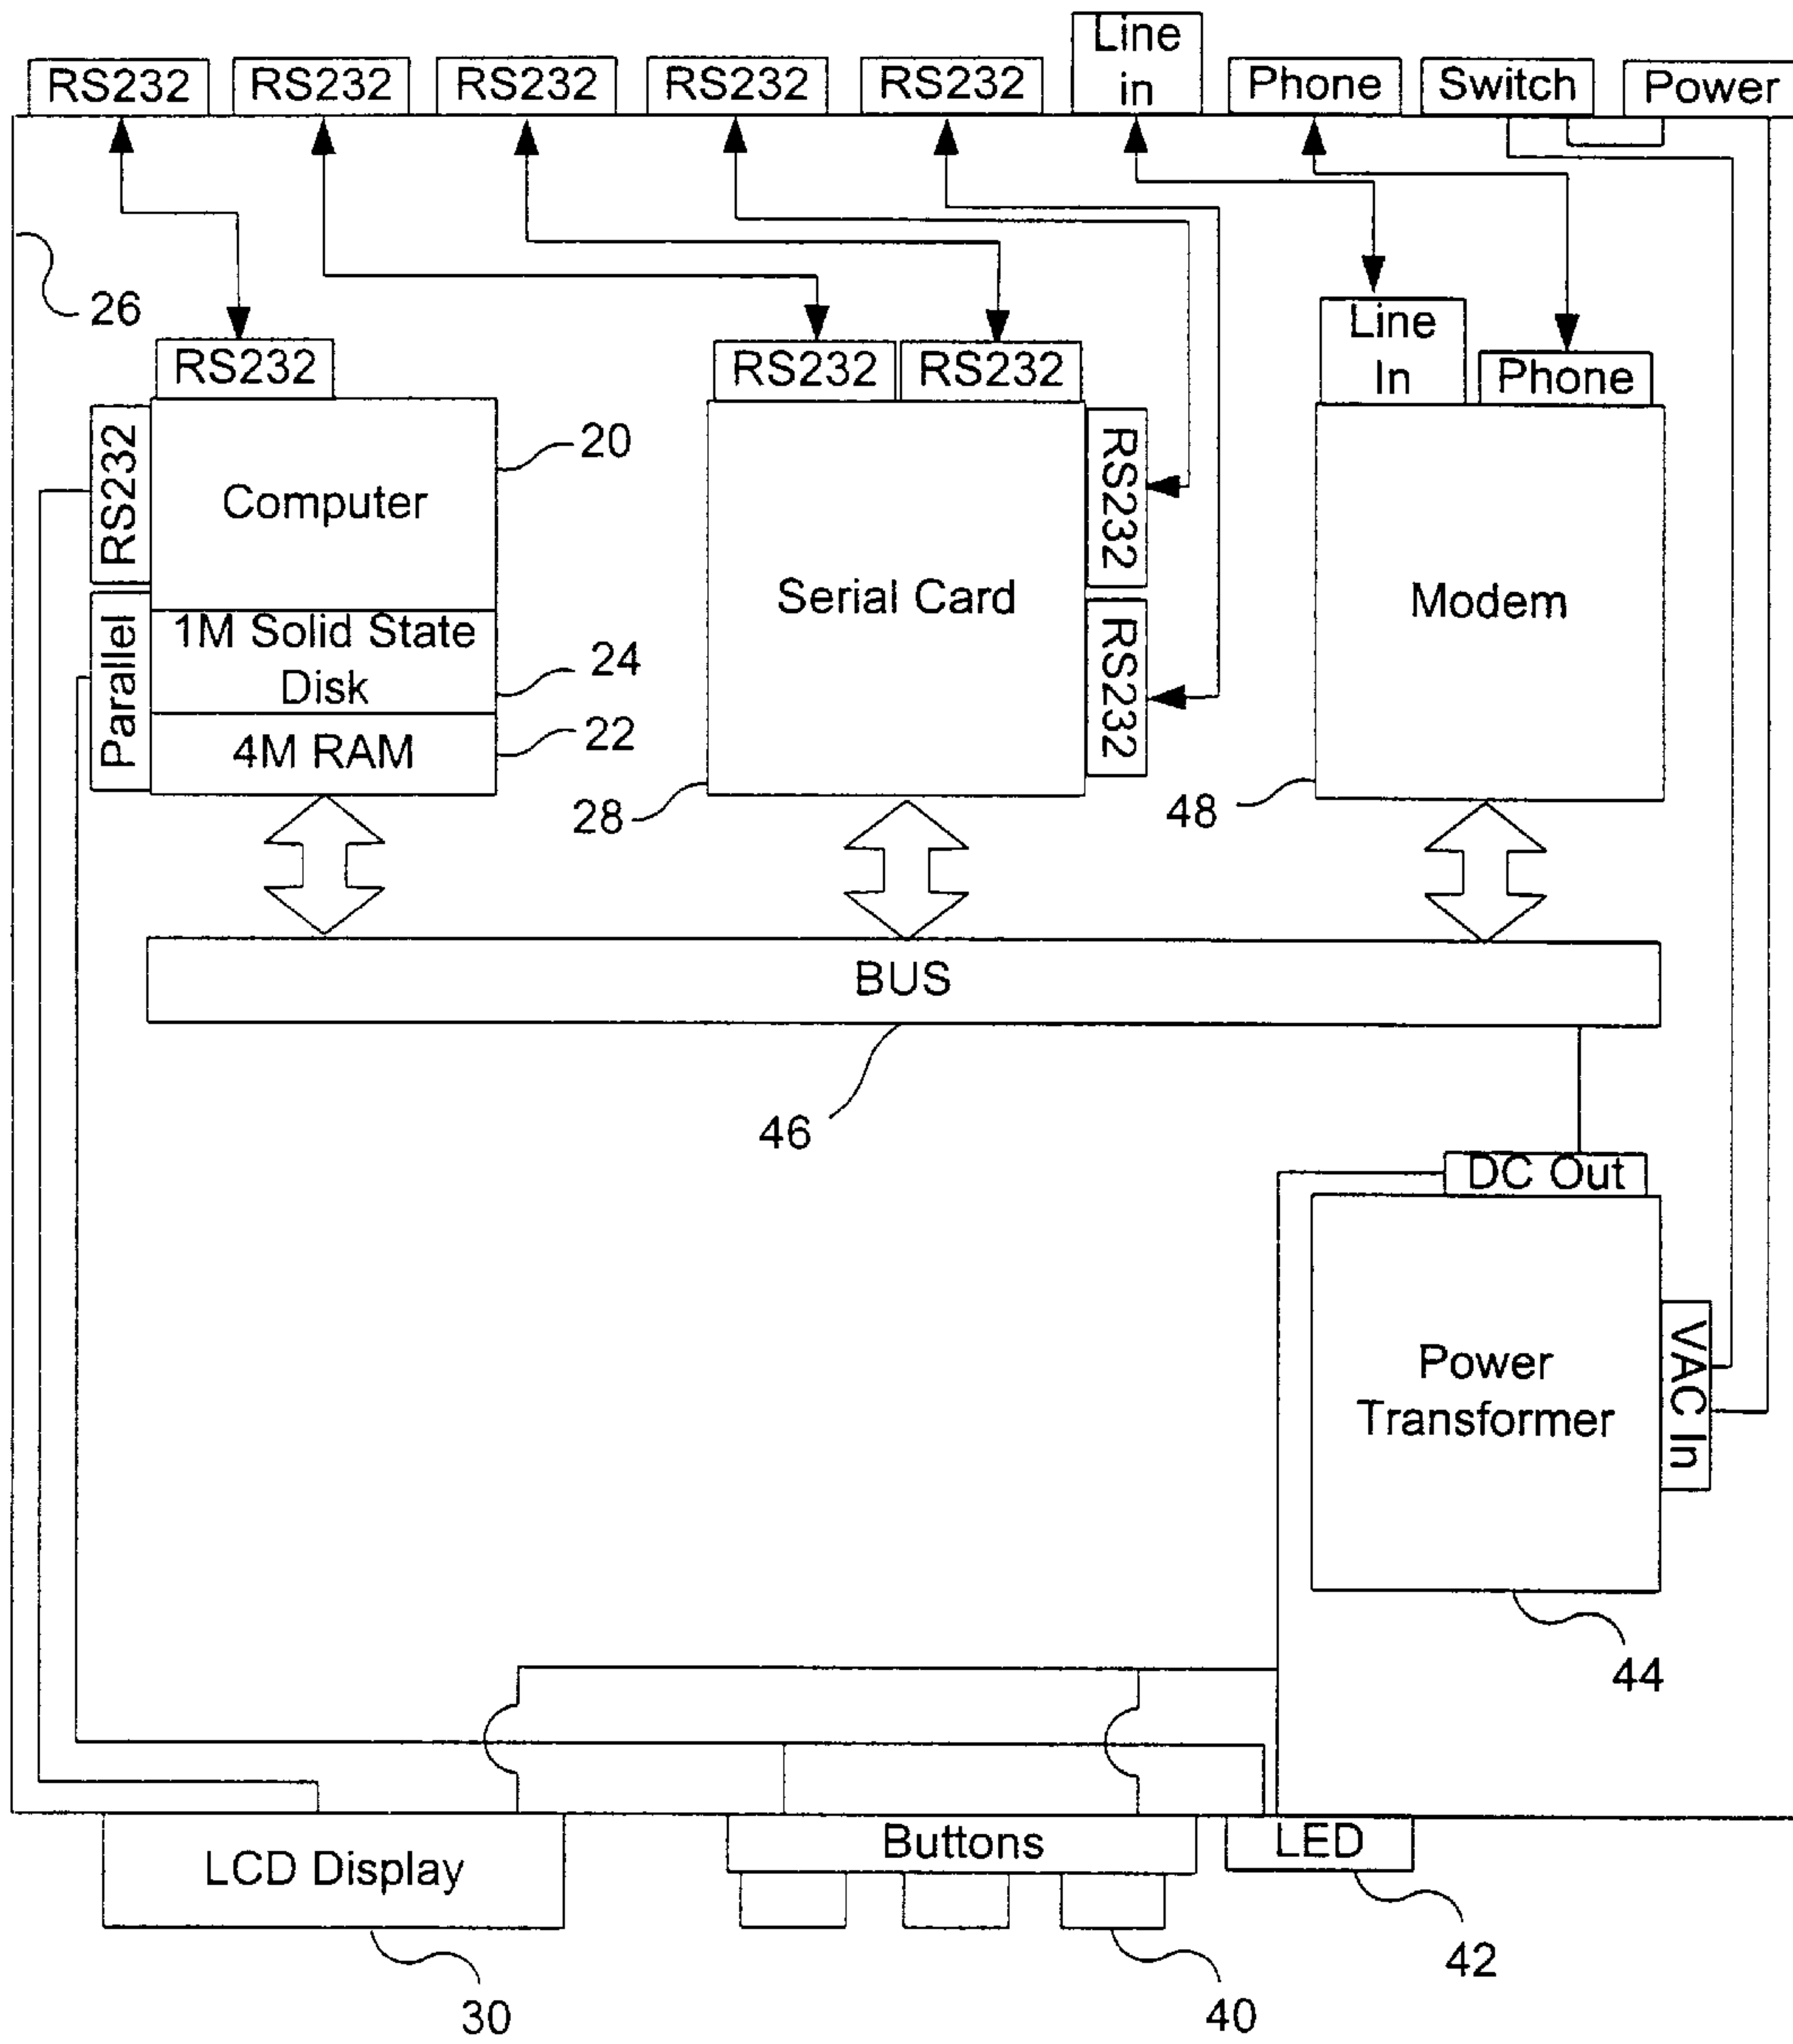 RS232 RS232 RS232 RS232 RS232 Line in Phone Switch Power
26
RS232
RS232
Computer
20
Parallel
1M Solid State
Disk
24
4M RAM
22
RS232 RS232
Serial Card
RS232
RS232
28
Line
In
Phone
Modem
48
BUS
46
DC Out
Power
Transformer
VAC In
44
LCD Display
30
Buttons
40
LED
42